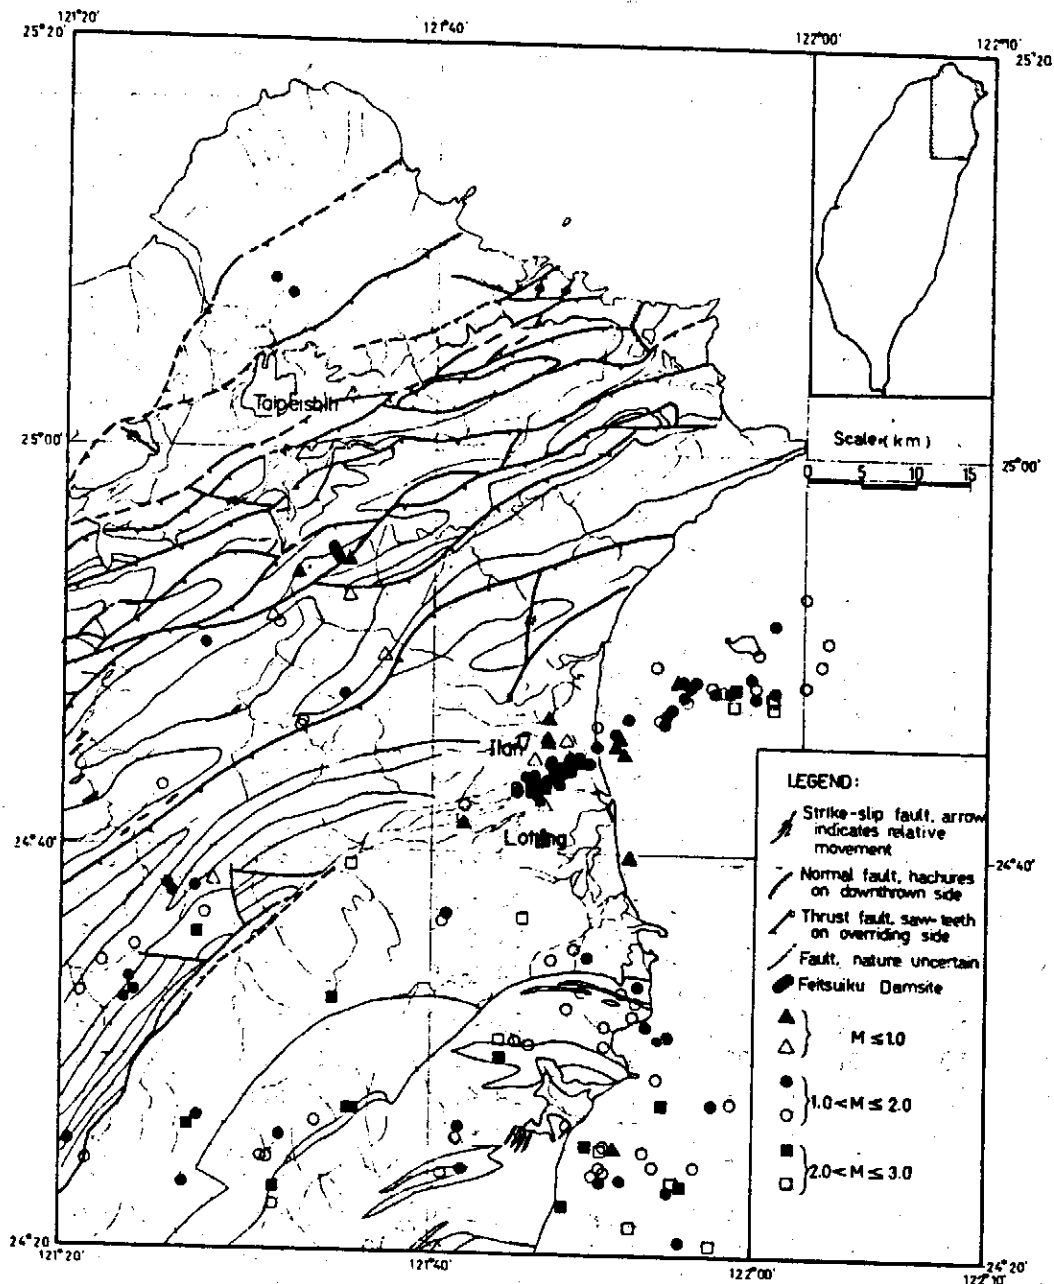 121°20'
121°40'
122°00'
122°10'
25°20'
25°20
Taipeishih
25°00'
Scale:(km)
25°00'
0 5 10 15
Ilan
Lotung
24°40'
24°40'
LEGEND:
Strike-slip fault, arrow
indicates relative
movement
Normal fault, hachures
on downthrown side
Thrust fault, saw-teeth
on overriding side
Fault, nature uncertain
Feitsuiku Damsite
M ≤ 1.0
1.0 < M ≤ 2.0
2.0 < M ≤ 3.0
24°20'
24°20'
121°20'
121°40'
122°00'
122°10'